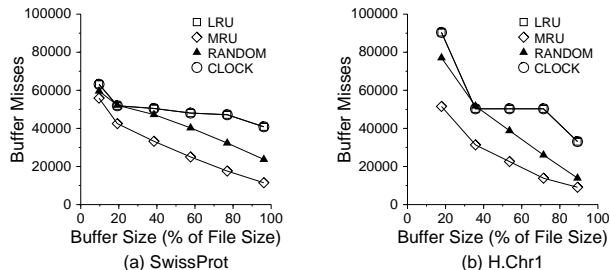 100000
80000
60000
40000
20000
0
Buffer Misses
LRU
MRU
RANDOM
CLOCK
0 20 40 60 80 100
Buffer Size (% of File Size)
(a) SwissProt
100000
80000
60000
40000
20000
0
Buffer Misses
LRU
MRU
RANDOM
CLOCK
0 20 40 60 80 100
Buffer Size (% of File Size)
(b) H.Chr1